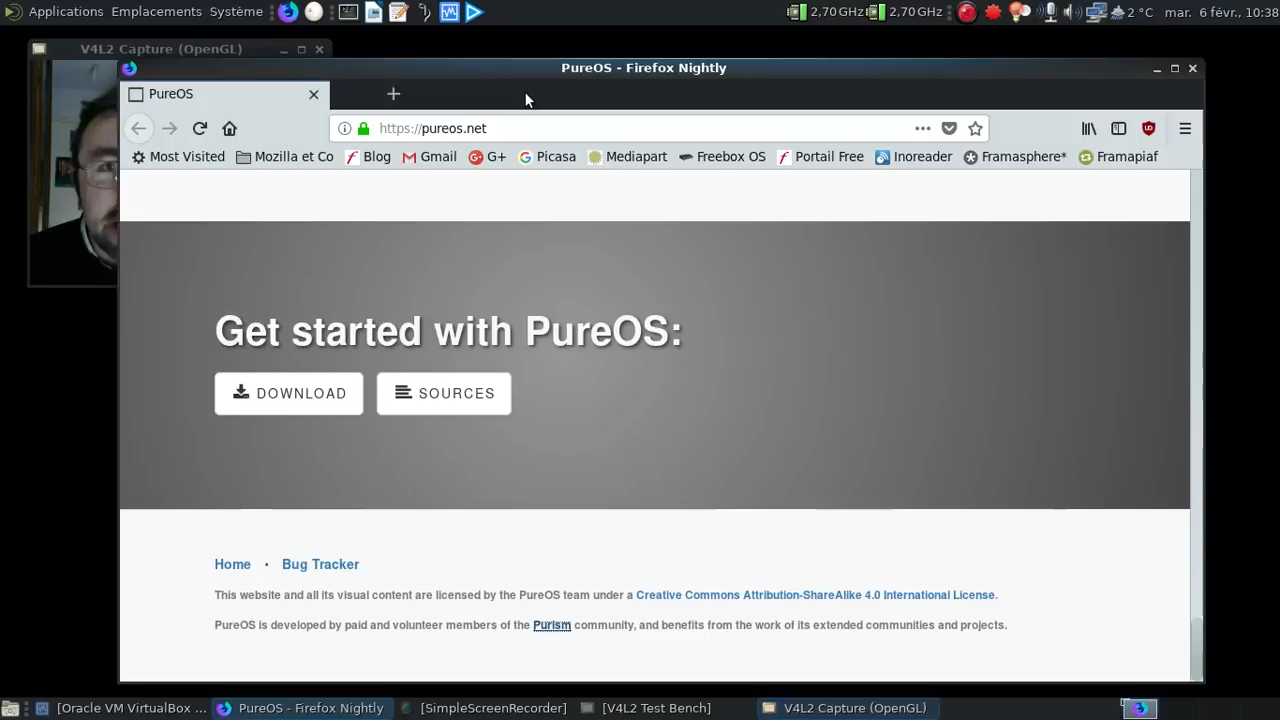 Applications Emplacements Système
2,70 GHz 2,70 GHz 2 °C mar. 6 févr., 10:38
V4L2 Capture (OpenGL)
PureOS - Firefox Nightly
PureOS
https://pureos.net
Most Visited Mozilla et Co Blog Gmail G+ Picasa Mediapart Freebox OS Portail Free Inoreader Framasphere* Framapiaf
Get started with PureOS:
DOWNLOAD SOURCES
Home • Bug Tracker
This website and all its visual content are licensed by the PureOS team under a Creative Commons Attribution-ShareAlike 4.0 International License.
PureOS is developed by paid and volunteer members of the Purism community, and benefits from the work of its extended communities and projects.
[Oracle VM VirtualBox ... PureOS - Firefox Nightly [SimpleScreenRecorder] [V4L2 Test Bench] V4L2 Capture (OpenGL)